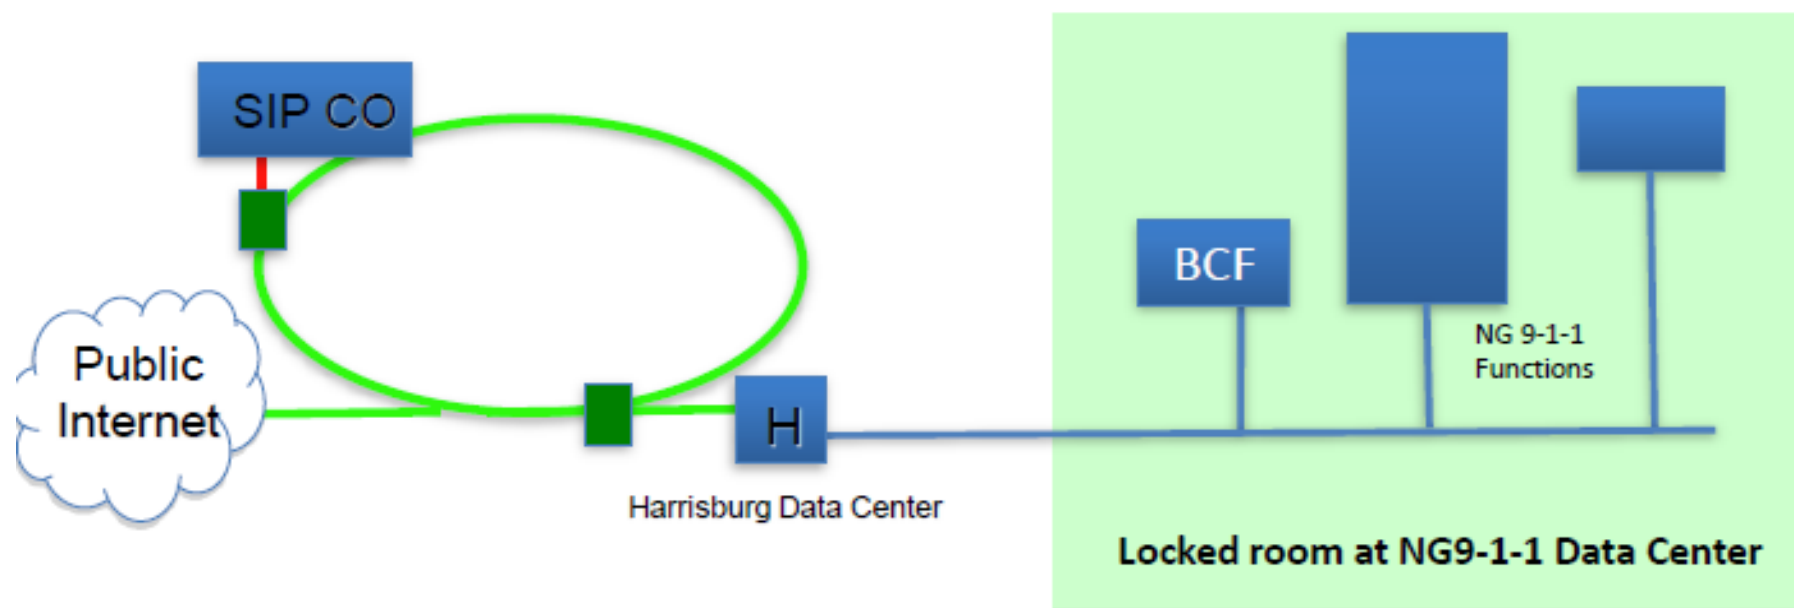 SIP CO
BCF
NG 9-1-1
Functions
Public
Internet
H
Harrisburg Data Center
Locked room at NG9-1-1 Data Center